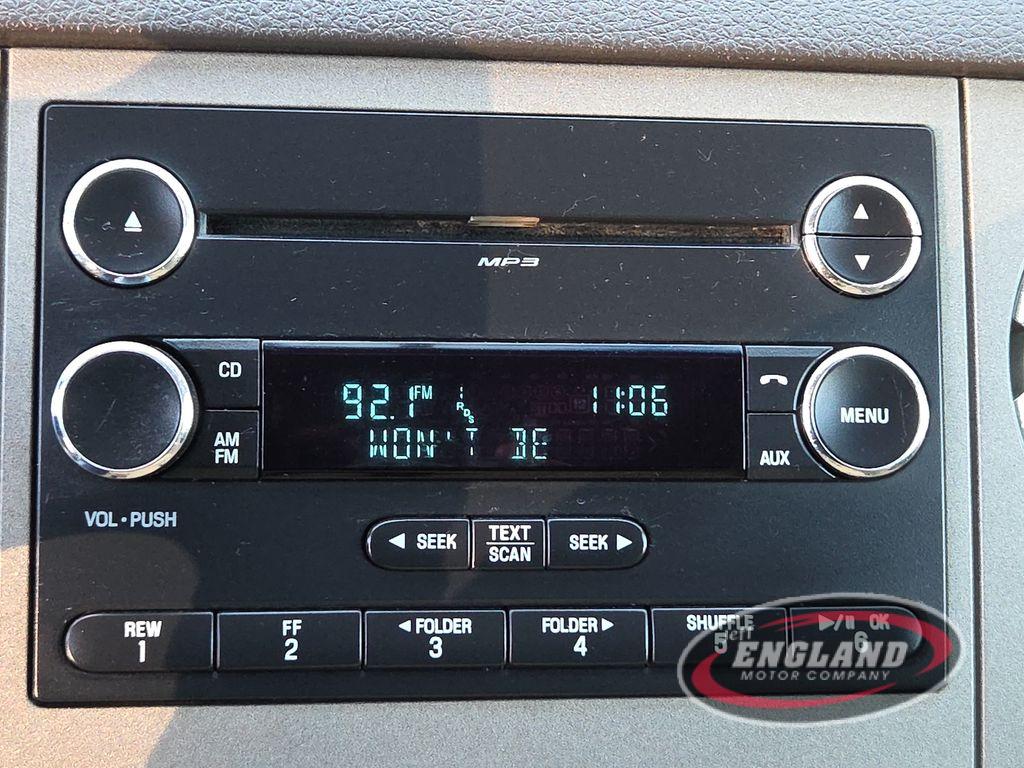 MP3
CD
AM
FM
92.1 FM RDS 11:06
WON'T BE
AUX
MENU
VOL • PUSH
◄ SEEK
TEXT
SCAN
SEEK ►
REW
1
FF
2
◄ FOLDER
3
FOLDER ►
4
SHUFFLE
5
►/II OK
6
Jeff
ENGLAND
MOTOR COMPANY